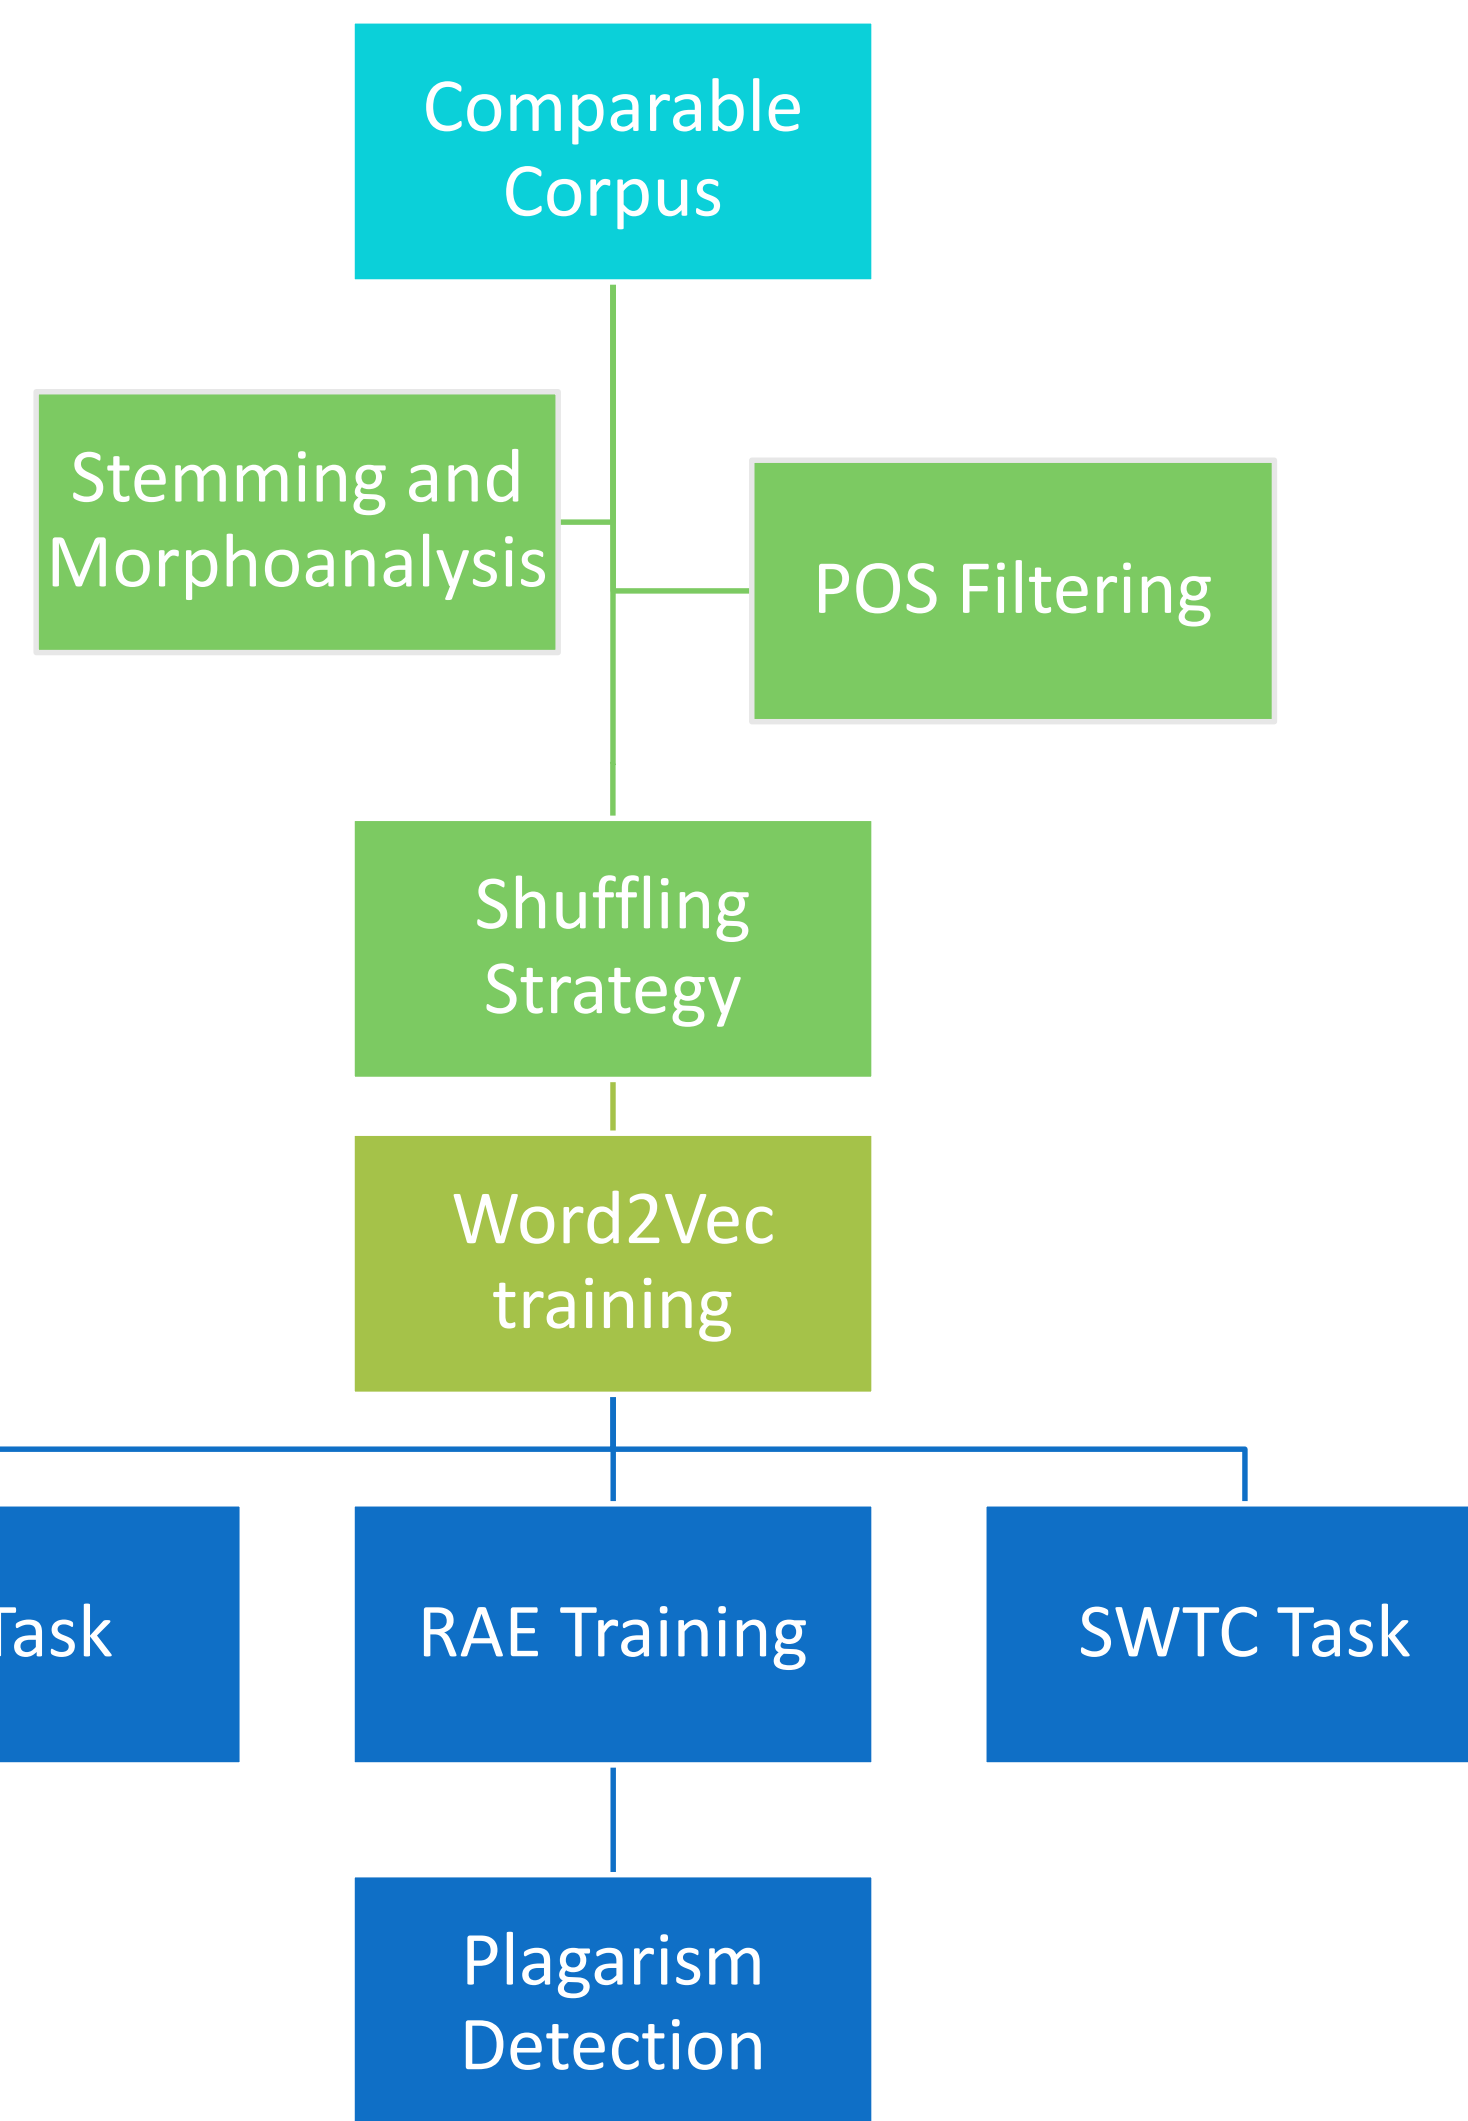 Comparable
Corpus
Stemming and
Morphoanalysis
POS Filtering
Shuffling
Strategy
Word2Vec
training
Task
RAE Training
SWTC Task
Plagarism
Detection